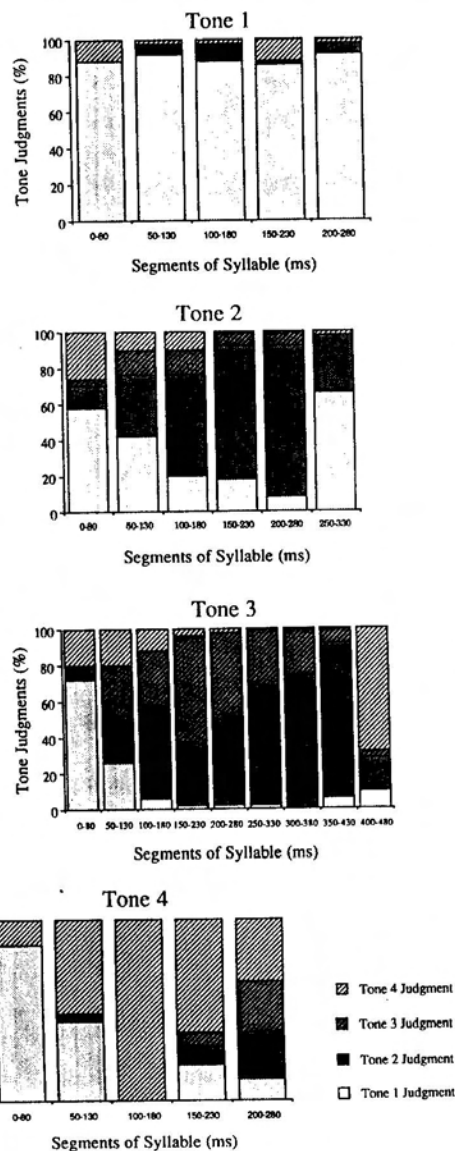 Tone 1
100
80
60
40
20
0
Tone Judgments (%)
0-80 50-130 100-180 150-230 200-280
Segments of Syllable (ms)
Tone 2
100
80
60
40
20
0
0-80 50-130 100-180 150-230 200-280 250-330
Segments of Syllable (ms)
Tone 3
100
80
60
40
20
0
Tone Judgments (%)
0-80 50-130 100-180 150-230 200-280 250-330 300-380 350-430 400-480
Segments of Syllable (ms)
Tone 4
0-80 50-130 100-180 150-230 200-280
Segments of Syllable (ms)
Tone 4 Judgment
Tone 3 Judgment
Tone 2 Judgment
Tone 1 Judgment